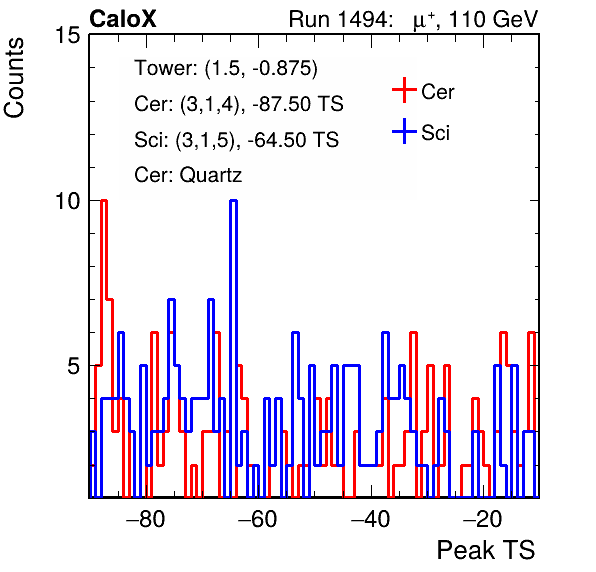 CaloX Run 1494: μ⁺, 110 GeV
Counts
15
10
5
Tower: (1.5, -0.875)
Cer: (3,1,4), -87.50 TS
Sci: (3,1,5), -64.50 TS
Cer: Quartz
Cer
Sci
−80 −60 −40 −20
Peak TS